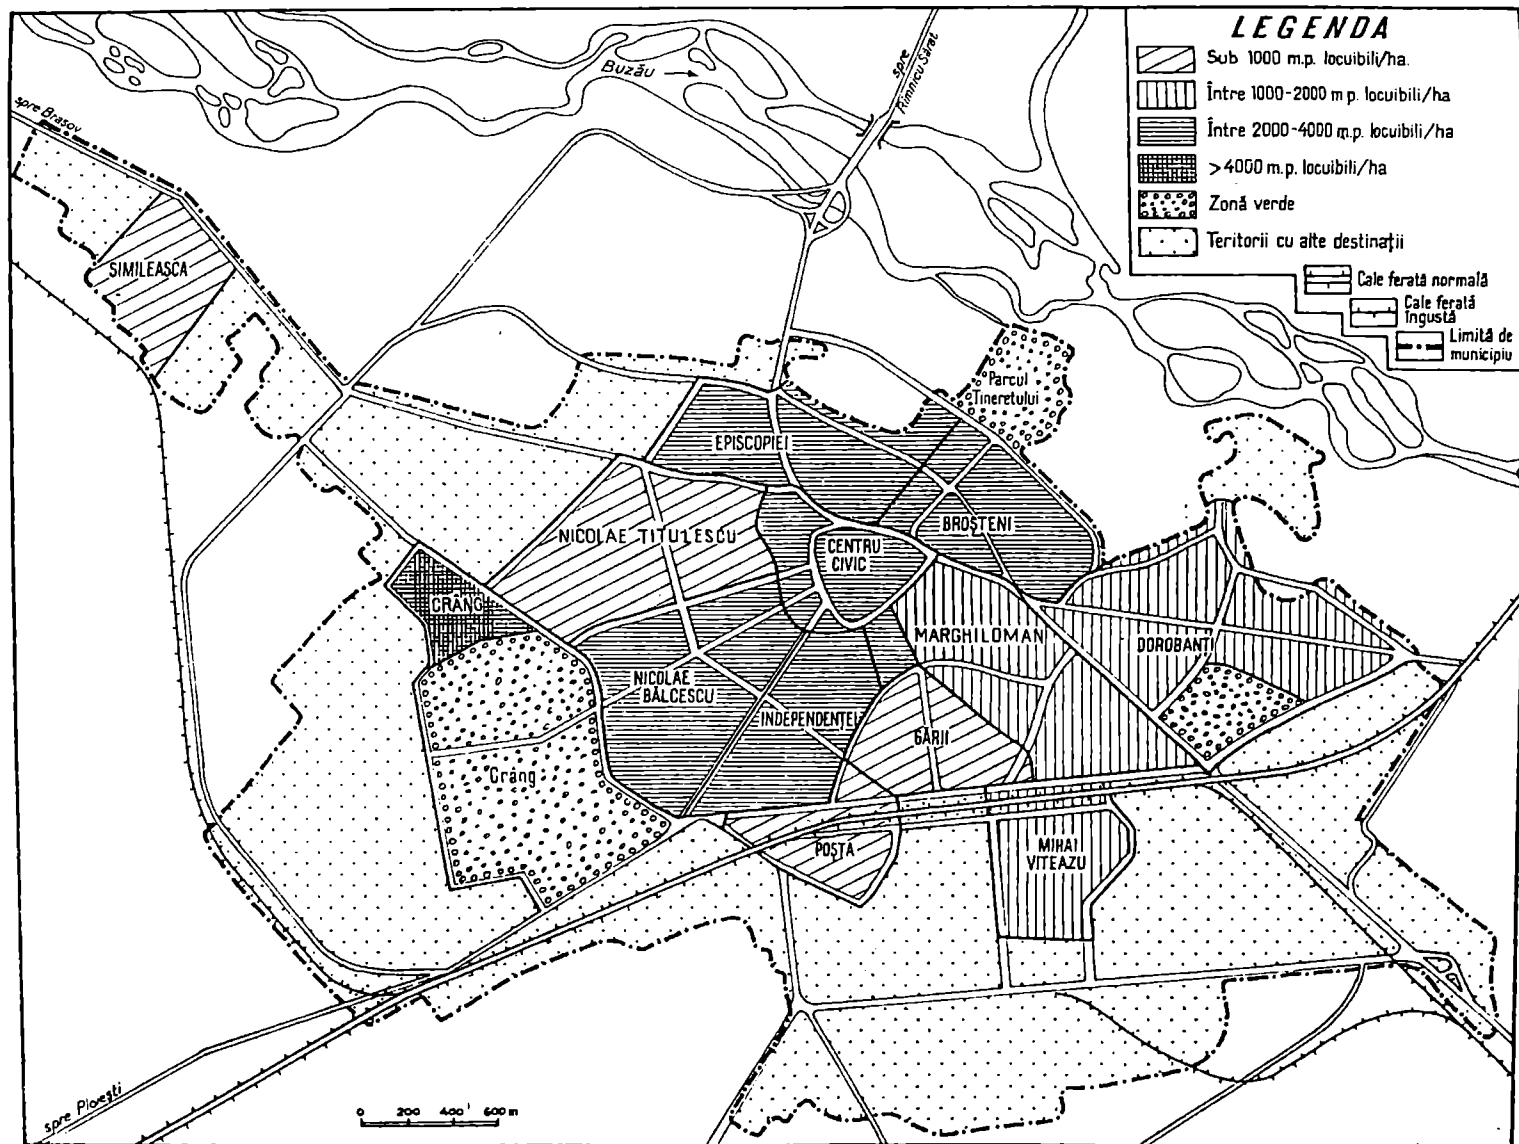 LEGENDA
Sub 1000 m.p. locuibili/ha.
Între 1000-2000 m.p. locuibili/ha
Între 2000-4000 m.p. locuibili/ha
>4000 m.p. locuibili/ha
Zonă verde
Teritorii cu alte destinații
Cale ferată normală
Cale ferată
îngustă
Limită de
municipiu
spre Brașov
Buzău
spre
Rîmnicu Sărat
SIMILEASCA
Parcul
Tineretului
EPISCOPIEI
NICOLAE TITULESCU
BROȘTENI
CENTRU
CIVIC
CRÂNG
MARGHILOMAN
DOROBANȚI
NICOLAE
BĂLCESCU
INDEPENDENȚEI
GĂRII
Crâng
POȘTA
MIHAI
VITEAZU
spre Ploiești
0 200 400 600 m